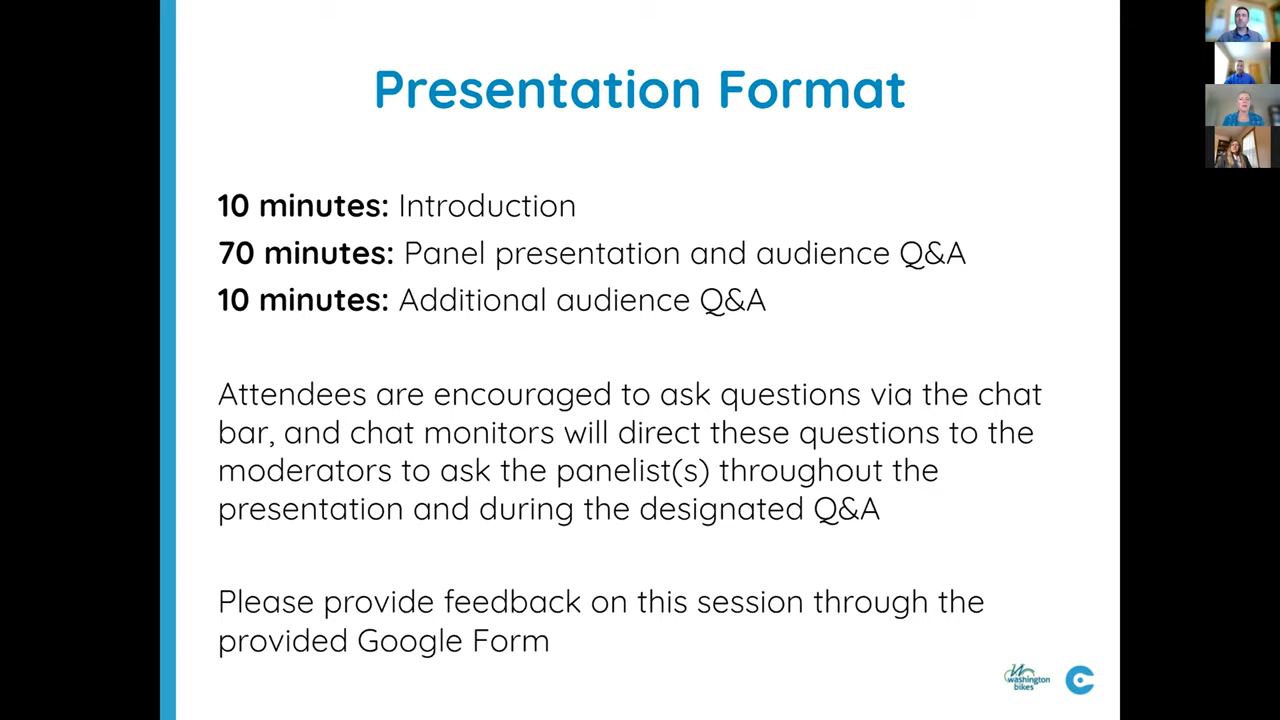 Presentation Format
10 minutes: Introduction
70 minutes: Panel presentation and audience Q&A
10 minutes: Additional audience Q&A
Attendees are encouraged to ask questions via the chat
bar, and chat monitors will direct these questions to the
moderators to ask the panelist(s) throughout the
presentation and during the designated Q&A
Please provide feedback on this session through the
provided Google Form
washington
bikes